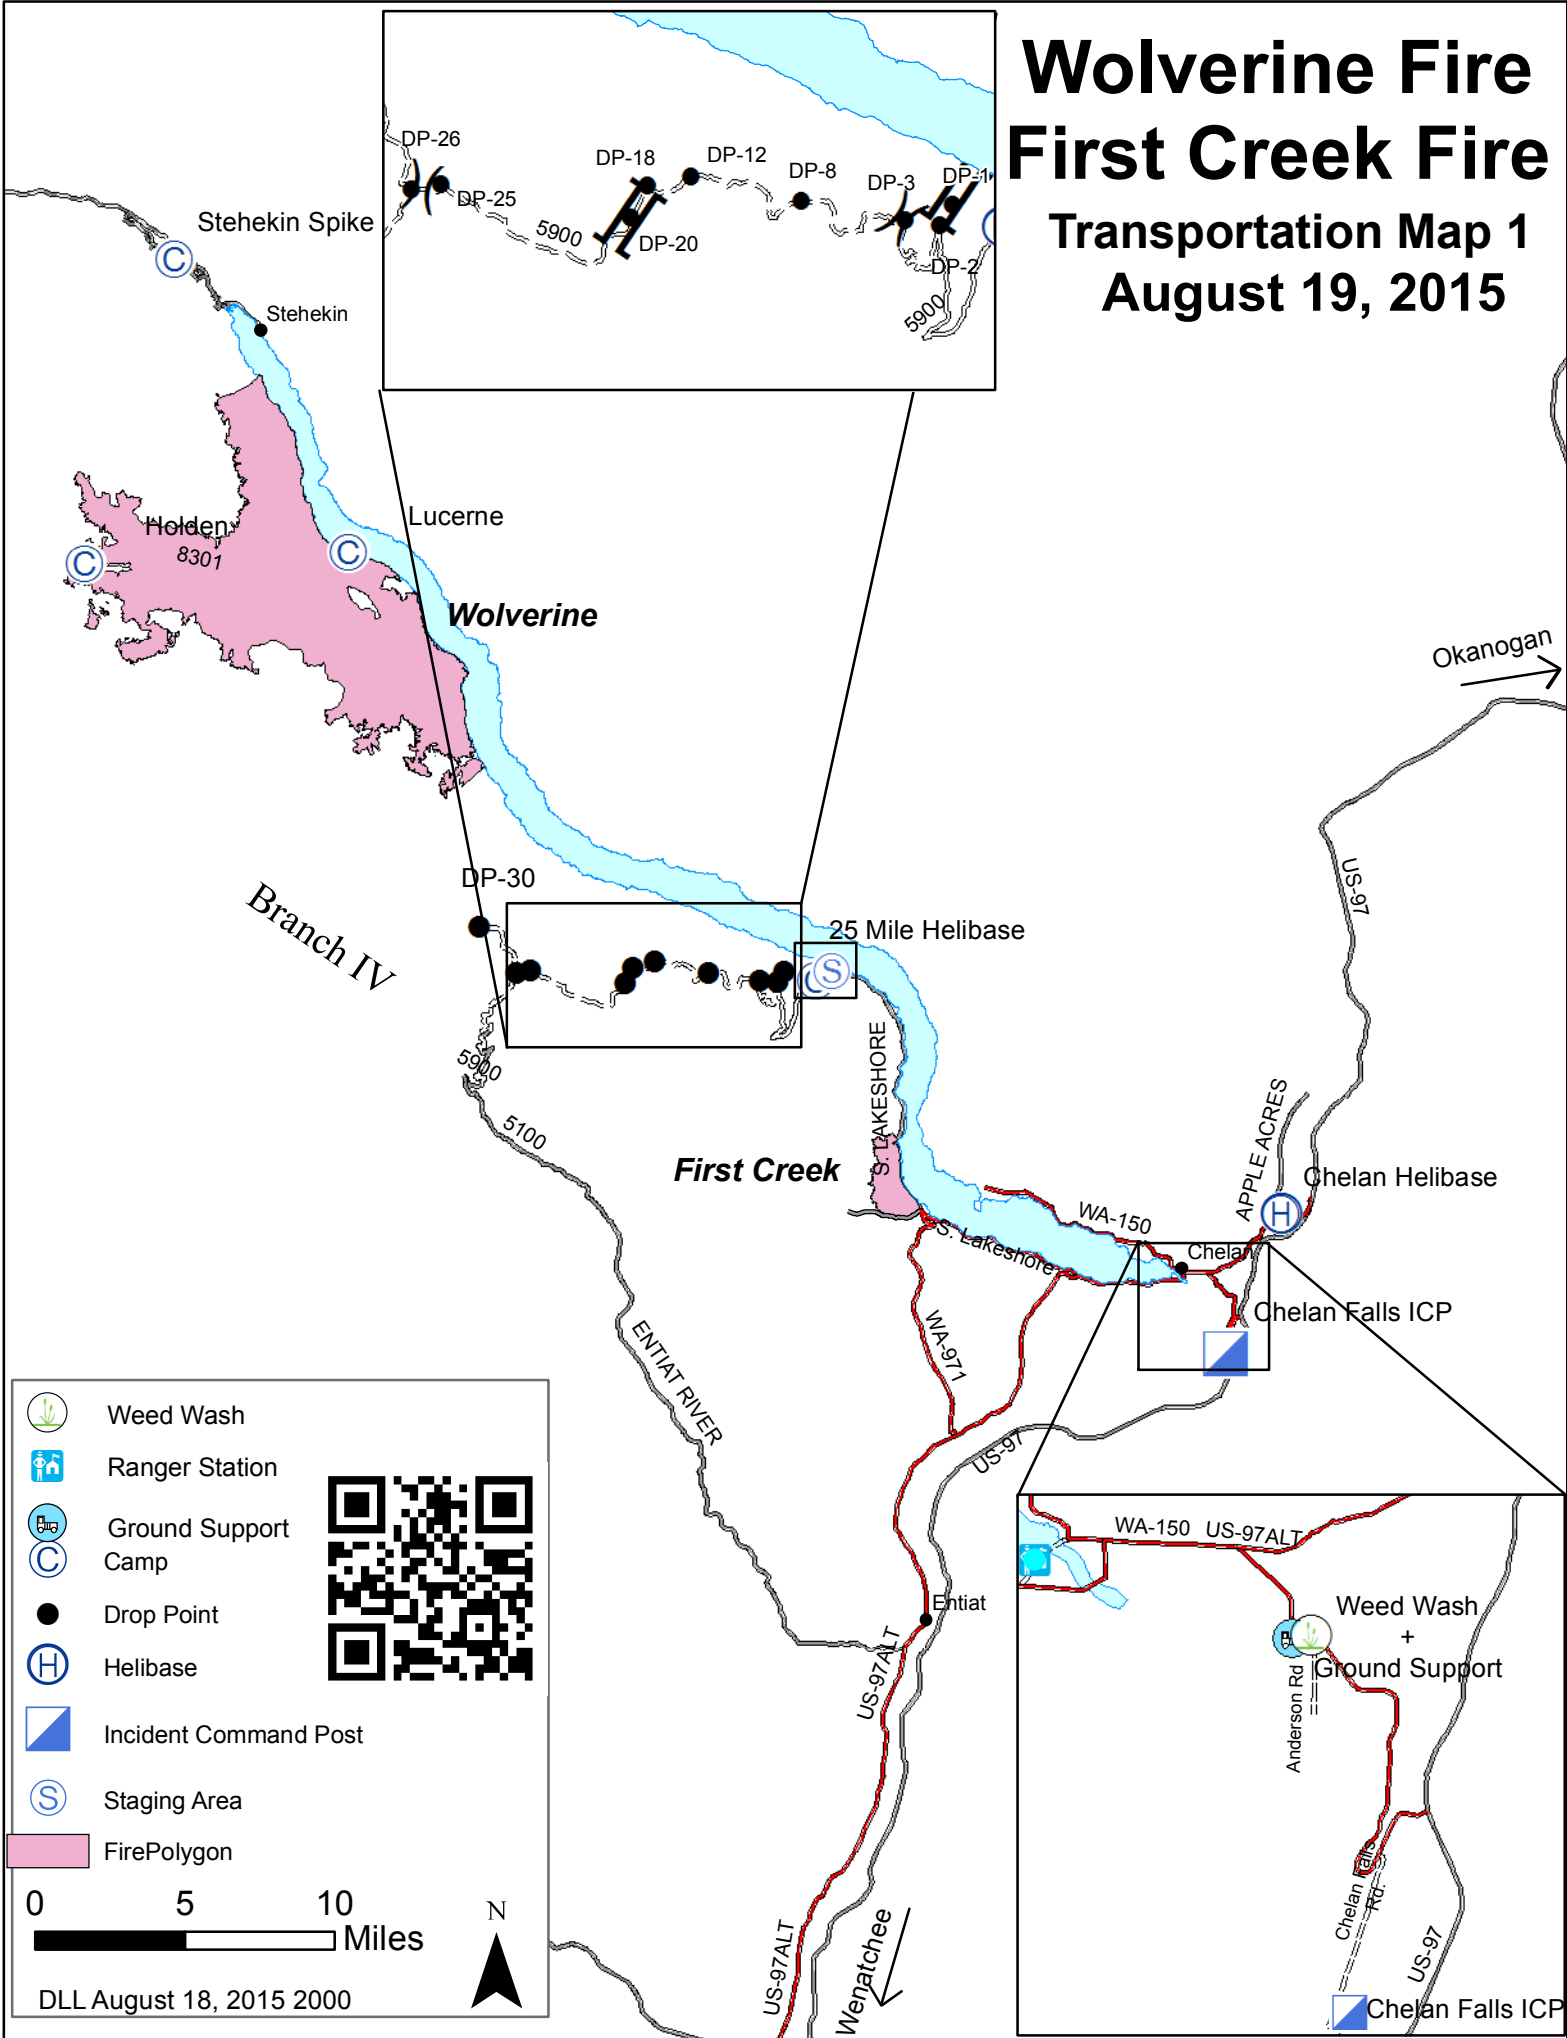 Wolverine Fire
First Creek Fire
Transportation Map 1
August 19, 2015
DP-26
DP-25
DP-18
DP-12
DP-8
DP-3
DP-1
5900
DP-20
DP-2
5900
Stehekin Spike
C
Stehekin
Holden
8301
C
C
Lucerne
Wolverine
Okanogan
US-97
DP-30
Branch IV
25 Mile Helibase
C
S
5900
5100
S. LAKESHORE
First Creek
APPLE ACRES
Chelan Helibase
H
WA-150
S. Lakeshore
Chelan
Chelan Falls ICP
WA-971
ENTIAT RIVER
US-97
Entiat
US-97ALT
US-97ALT
Wenatchee
WA-150
US-97ALT
Weed Wash
+
Ground Support
Anderson Rd
Chelan Falls
Rd.
US-97
Chelan Falls ICP
Weed Wash
Ranger Station
Ground Support
C
Camp
Drop Point
H
Helibase
Incident Command Post
S
Staging Area
FirePolygon
0 5 10
Miles
N
DLL August 18, 2015 2000